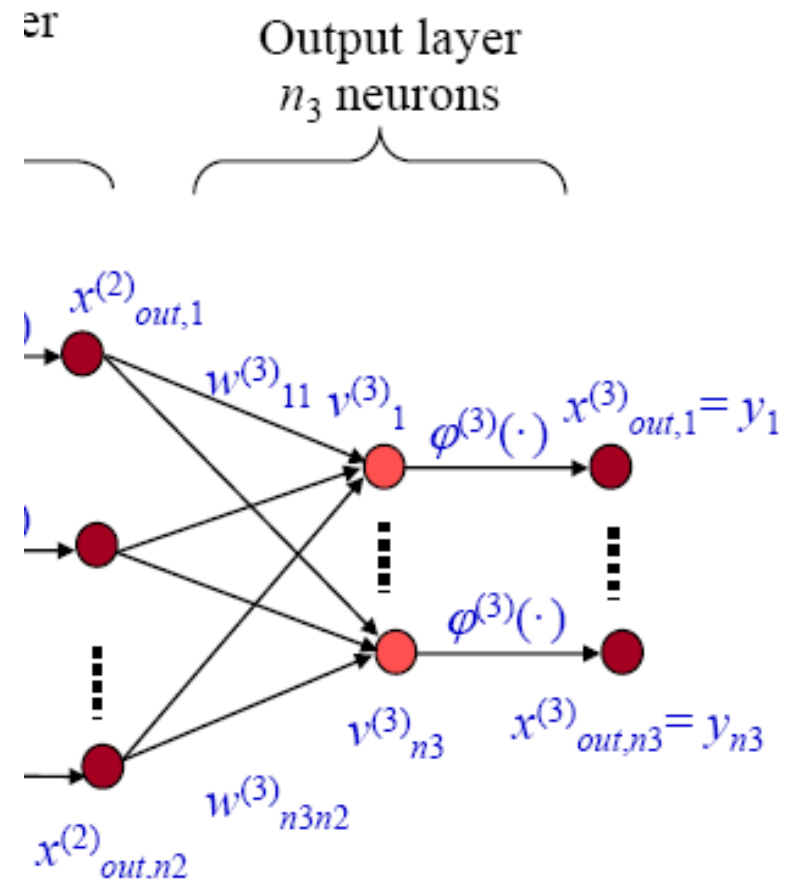 er
Output layer
n₃ neurons
x⁽²⁾out,1
)
w⁽³⁾11
v⁽³⁾1
φ⁽³⁾(·)
x⁽³⁾out,1= y1
)
φ⁽³⁾(·)
v⁽³⁾n3
x⁽³⁾out,n3= yn3
w⁽³⁾n3n2
x⁽²⁾out,n2